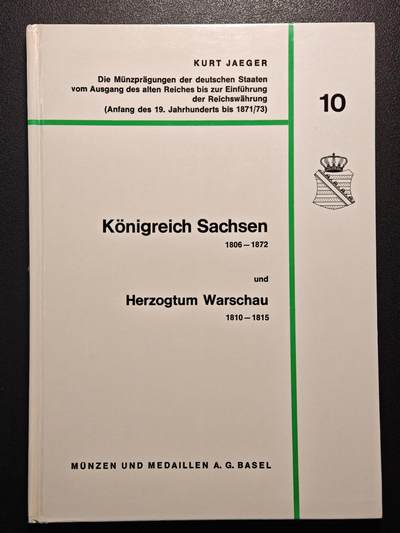 KURT JAEGER
Die Münzprägungen der deutschen Staaten
vom Ausgang des alten Reiches bis zur Einführung
der Reichswährung
(Anfang des 19. Jahrhunderts bis 1871/73)
10
Königreich Sachsen
1806 – 1872
und
Herzogtum Warschau
1810 – 1815
MÜNZEN UND MEDAILLEN A. G. BASEL